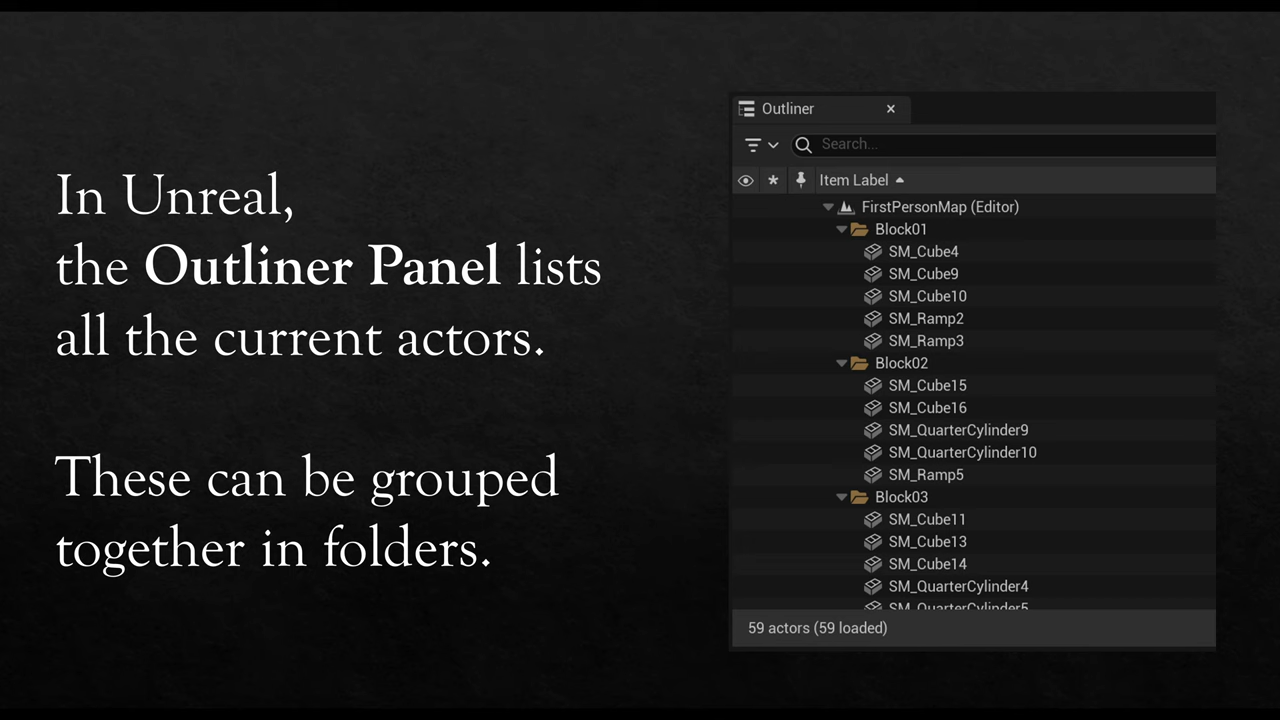 In Unreal,
the Outliner Panel lists
all the current actors.
These can be grouped
together in folders.
Outliner
Search...
Item Label
FirstPersonMap (Editor)
Block01
SM_Cube4
SM_Cube9
SM_Cube10
SM_Ramp2
SM_Ramp3
Block02
SM_Cube15
SM_Cube16
SM_QuarterCylinder9
SM_QuarterCylinder10
SM_Ramp5
Block03
SM_Cube11
SM_Cube13
SM_Cube14
SM_QuarterCylinder4
SM_QuarterCylinder5
59 actors (59 loaded)